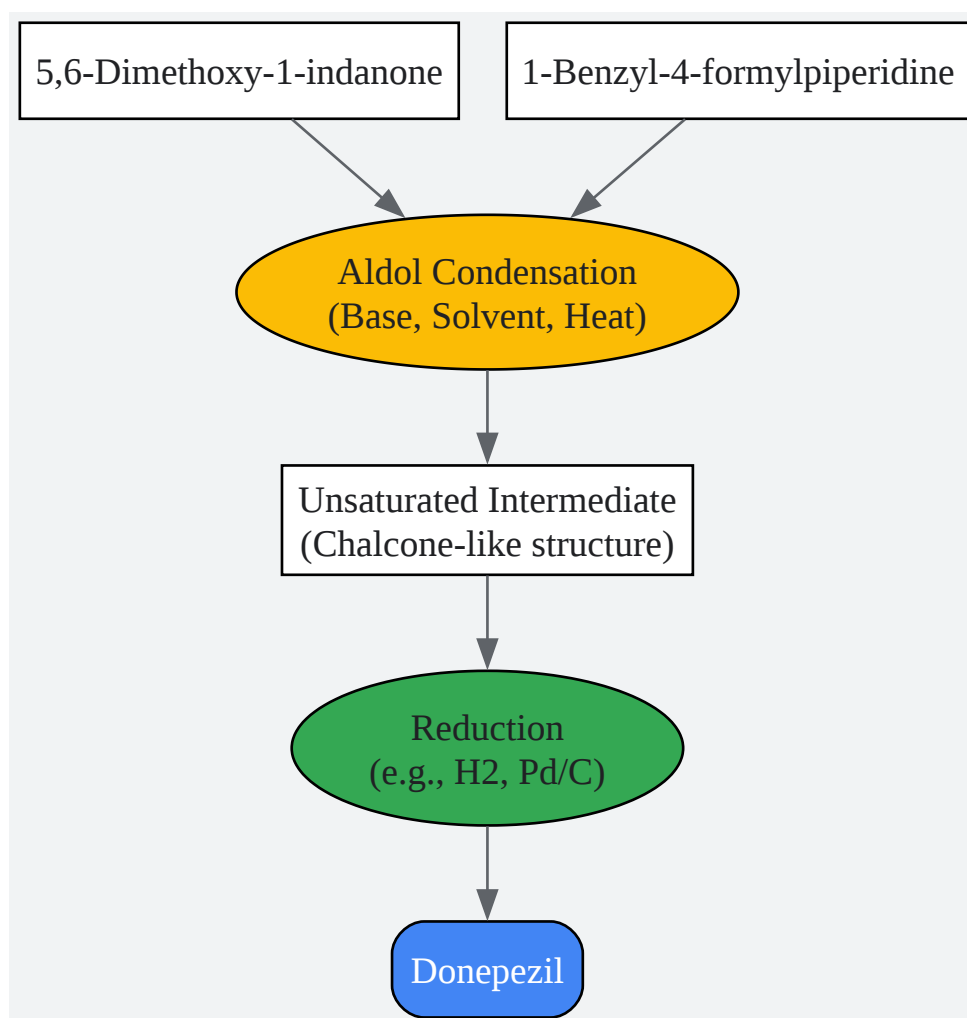 5,6-Dimethoxy-1-indanone
1-Benzyl-4-formylpiperidine
Aldol Condensation
(Base, Solvent, Heat)
Unsaturated Intermediate
(Chalcone-like structure)
Reduction
(e.g., H2, Pd/C)
Donepezil